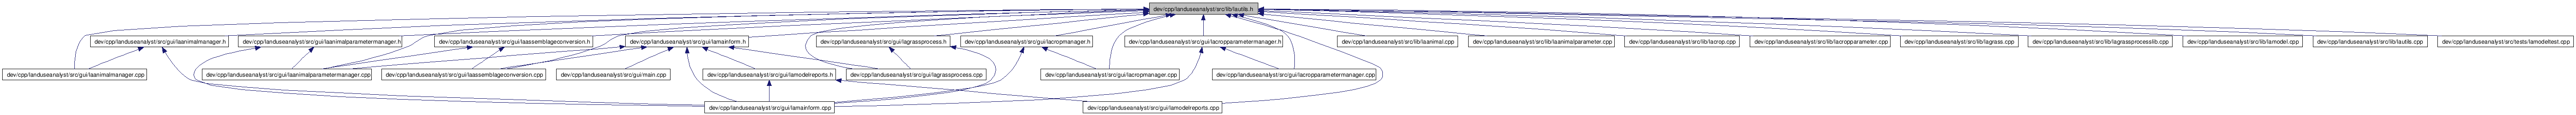 dev/cpp/landuseanalyst/src/lib/lautils.h
dev/cpp/landuseanalyst/src/gui/laanimalmanager.h
dev/cpp/landuseanalyst/src/gui/laanimalparametermanager.h
dev/cpp/landuseanalyst/src/gui/laassemblageconversion.h
dev/cpp/landuseanalyst/src/gui/lamainform.h
dev/cpp/landuseanalyst/src/gui/lagrassprocess.h
dev/cpp/landuseanalyst/src/gui/lacropmanager.h
dev/cpp/landuseanalyst/src/gui/lacropparametermanager.h
dev/cpp/landuseanalyst/src/lib/laanimal.cpp
dev/cpp/landuseanalyst/src/lib/laanimalparameter.cpp
dev/cpp/landuseanalyst/src/lib/lacrop.cpp
dev/cpp/landuseanalyst/src/lib/lacropparameter.cpp
dev/cpp/landuseanalyst/src/lib/lagrass.cpp
dev/cpp/landuseanalyst/src/lib/lagrassprocesslib.cpp
dev/cpp/landuseanalyst/src/lib/lamodel.cpp
dev/cpp/landuseanalyst/src/lib/lautils.cpp
dev/cpp/landuseanalyst/src/tests/lamodeltest.cpp
dev/cpp/landuseanalyst/src/gui/laanimalmanager.cpp
dev/cpp/landuseanalyst/src/gui/laanimalparametermanager.cpp
dev/cpp/landuseanalyst/src/gui/laassemblageconversion.cpp
dev/cpp/landuseanalyst/src/gui/main.cpp
dev/cpp/landuseanalyst/src/gui/lamodelreports.h
dev/cpp/landuseanalyst/src/gui/lagrassprocess.cpp
dev/cpp/landuseanalyst/src/gui/lacropmanager.cpp
dev/cpp/landuseanalyst/src/gui/lacropparametermanager.cpp
dev/cpp/landuseanalyst/src/gui/lamainform.cpp
dev/cpp/landuseanalyst/src/gui/lamodelreports.cpp